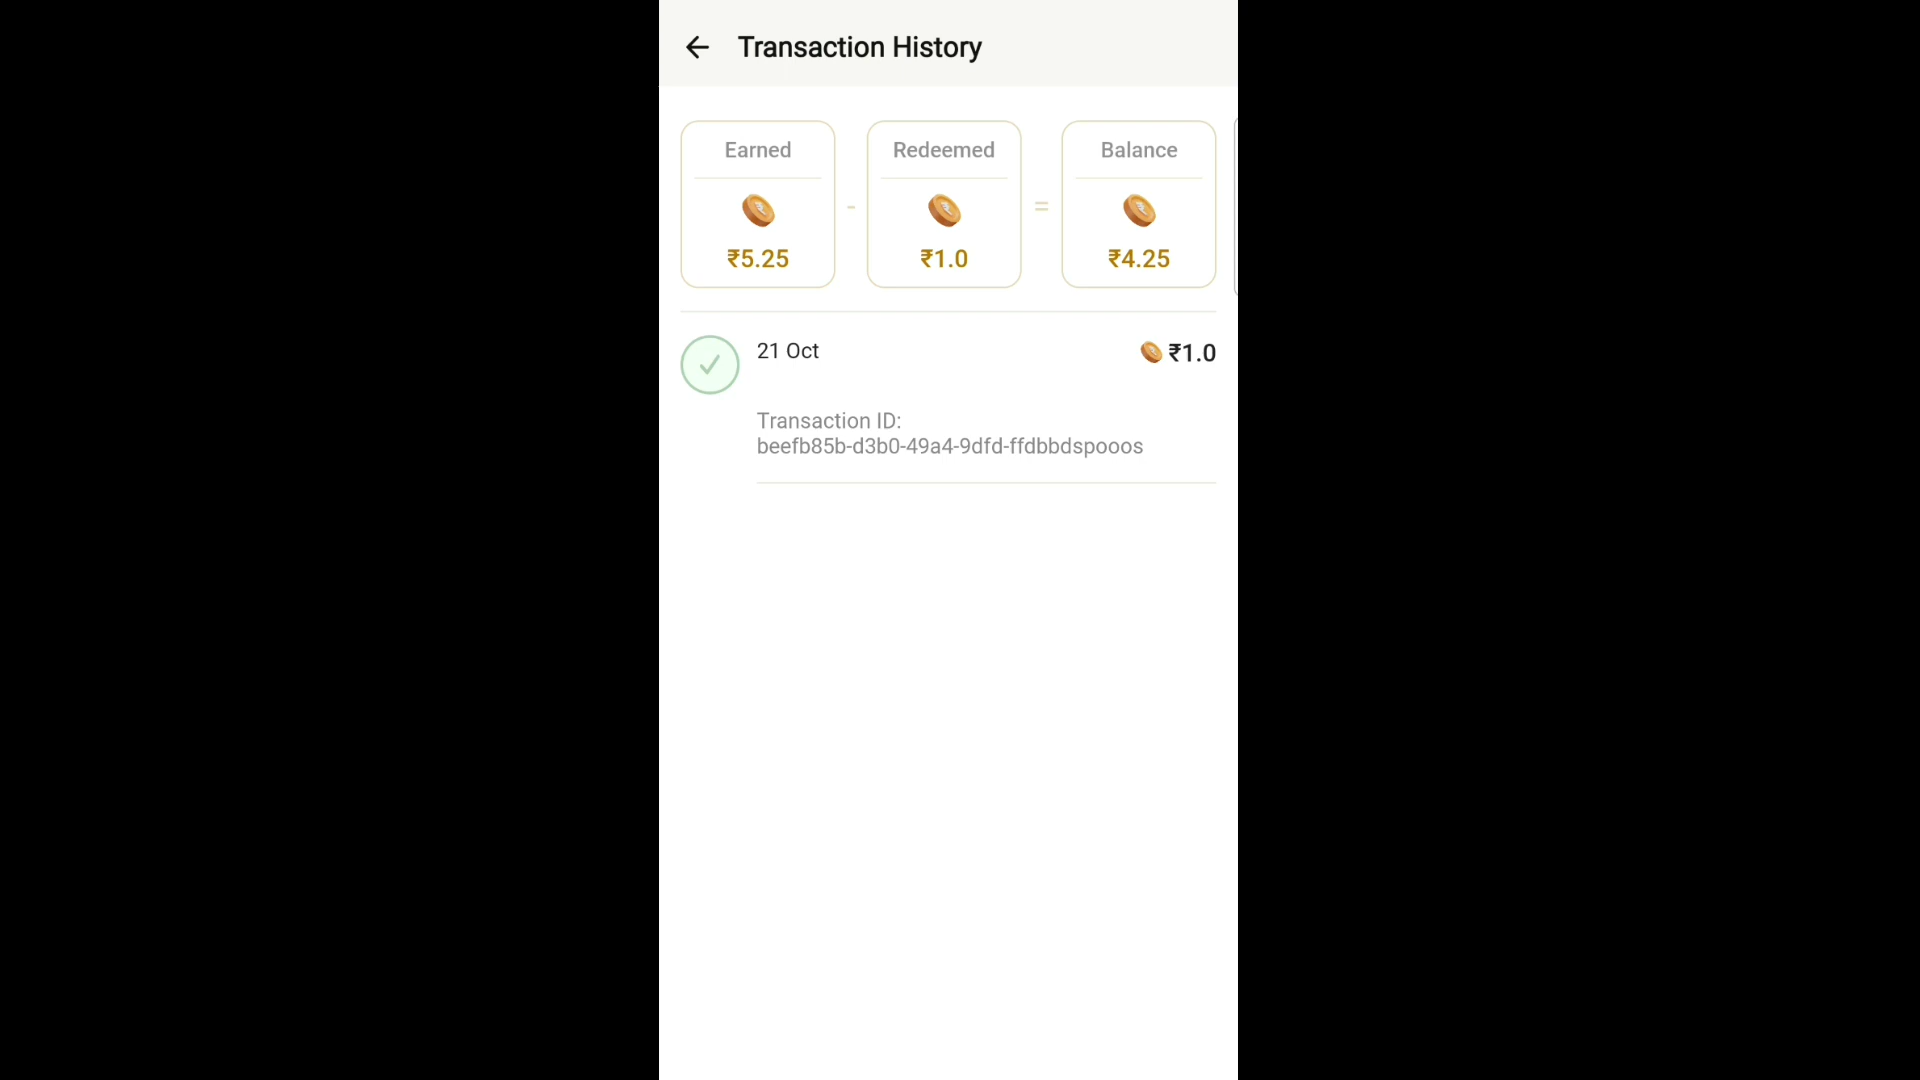 Transaction History
Earned
Redeemed
Balance
₹5.25
-
₹1.0
=
₹4.25
21 Oct
₹1.0
Transaction ID:
beefb85b-d3b0-49a4-9dfd-ffdbbdspooos